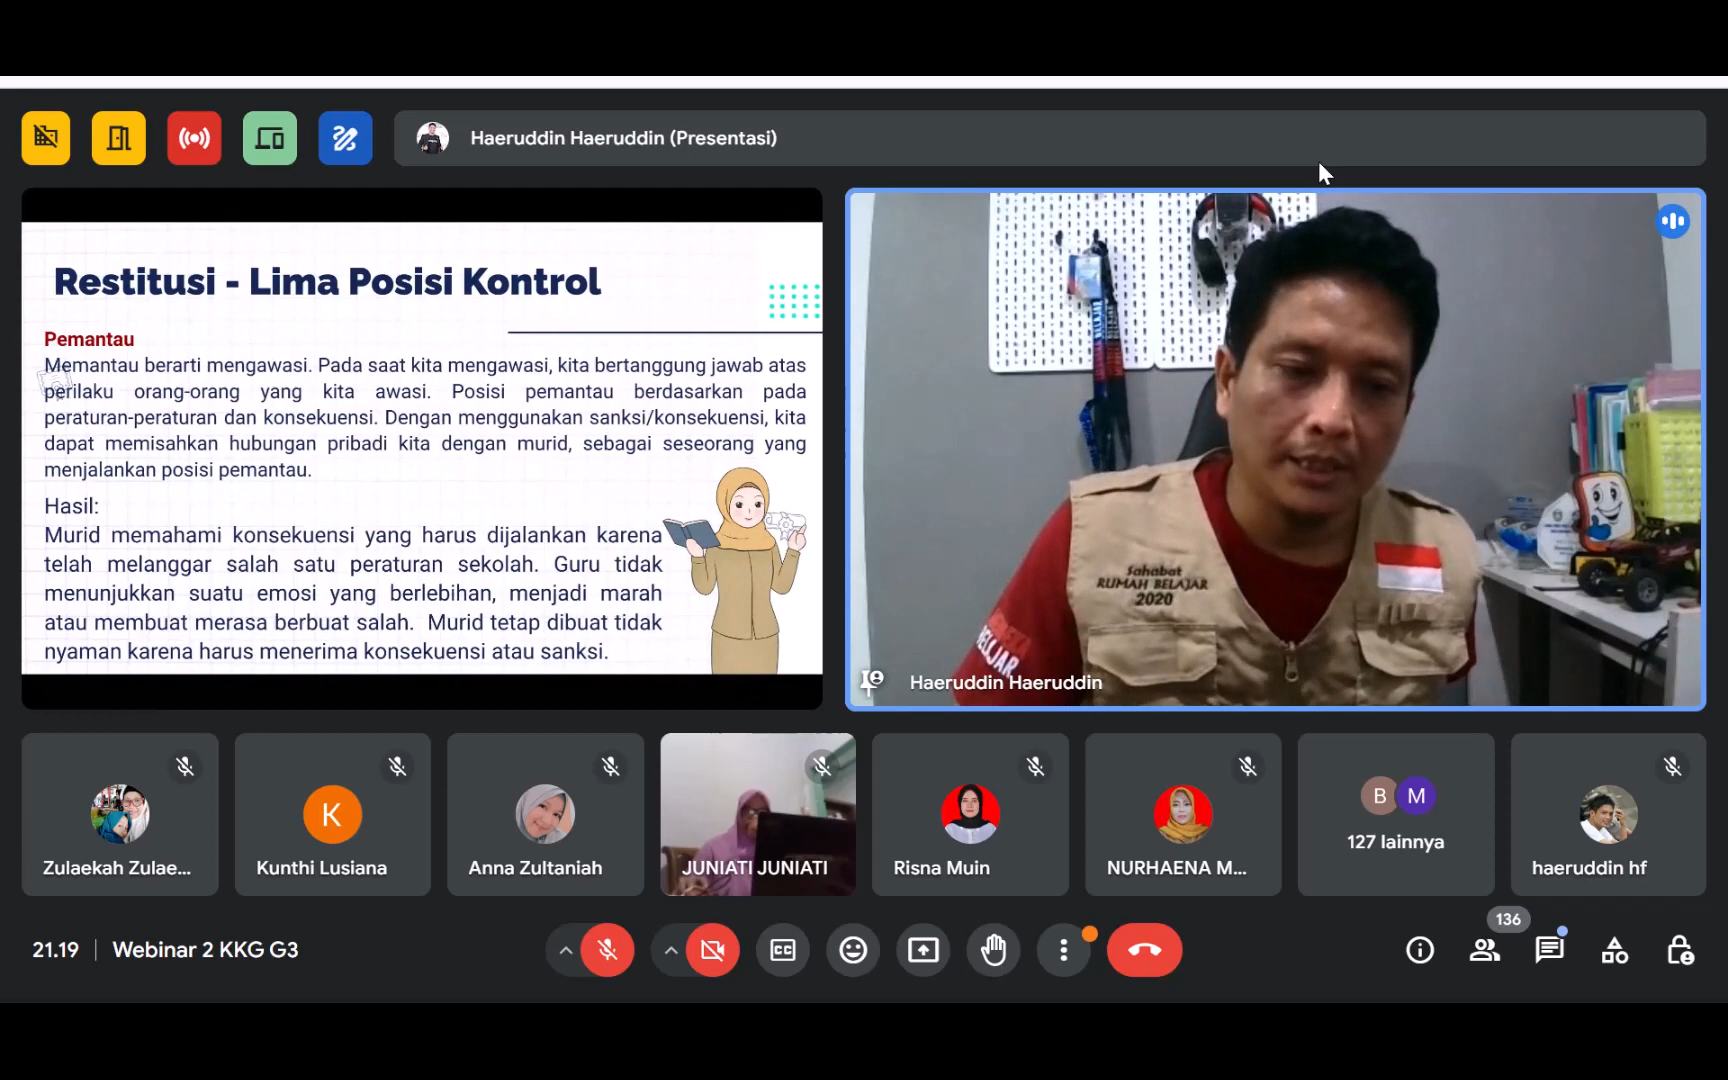 Haeruddin Haeruddin (Presentasi)
Restitusi - Lima Posisi Kontrol
Pemantau
Memantau berarti mengawasi. Pada saat kita mengawasi, kita bertanggung jawab atas
perilaku orang-orang yang kita awasi. Posisi pemantau berdasarkan pada
peraturan-peraturan dan konsekuensi. Dengan menggunakan sanksi/konsekuensi, kita
dapat memisahkan hubungan pribadi kita dengan murid, sebagai seseorang yang
menjalankan posisi pemantau.
Hasil:
Murid memahami konsekuensi yang harus dijalankan karena
telah melanggar salah satu peraturan sekolah. Guru tidak
menunjukkan suatu emosi yang berlebihan, menjadi marah
atau membuat merasa berbuat salah. Murid tetap dibuat tidak
nyaman karena harus menerima konsekuensi atau sanksi.
Sahabat
RUMAH BELAJAR
2020
Haeruddin Haeruddin
Zulaekah Zulae...
K
Kunthi Lusiana
Anna Zultaniah
JUNIATI JUNIATI
Risna Muin
NURHAENA M...
B M
127 lainnya
haeruddin hf
21.19 | Webinar 2 KKG G3
CC
136